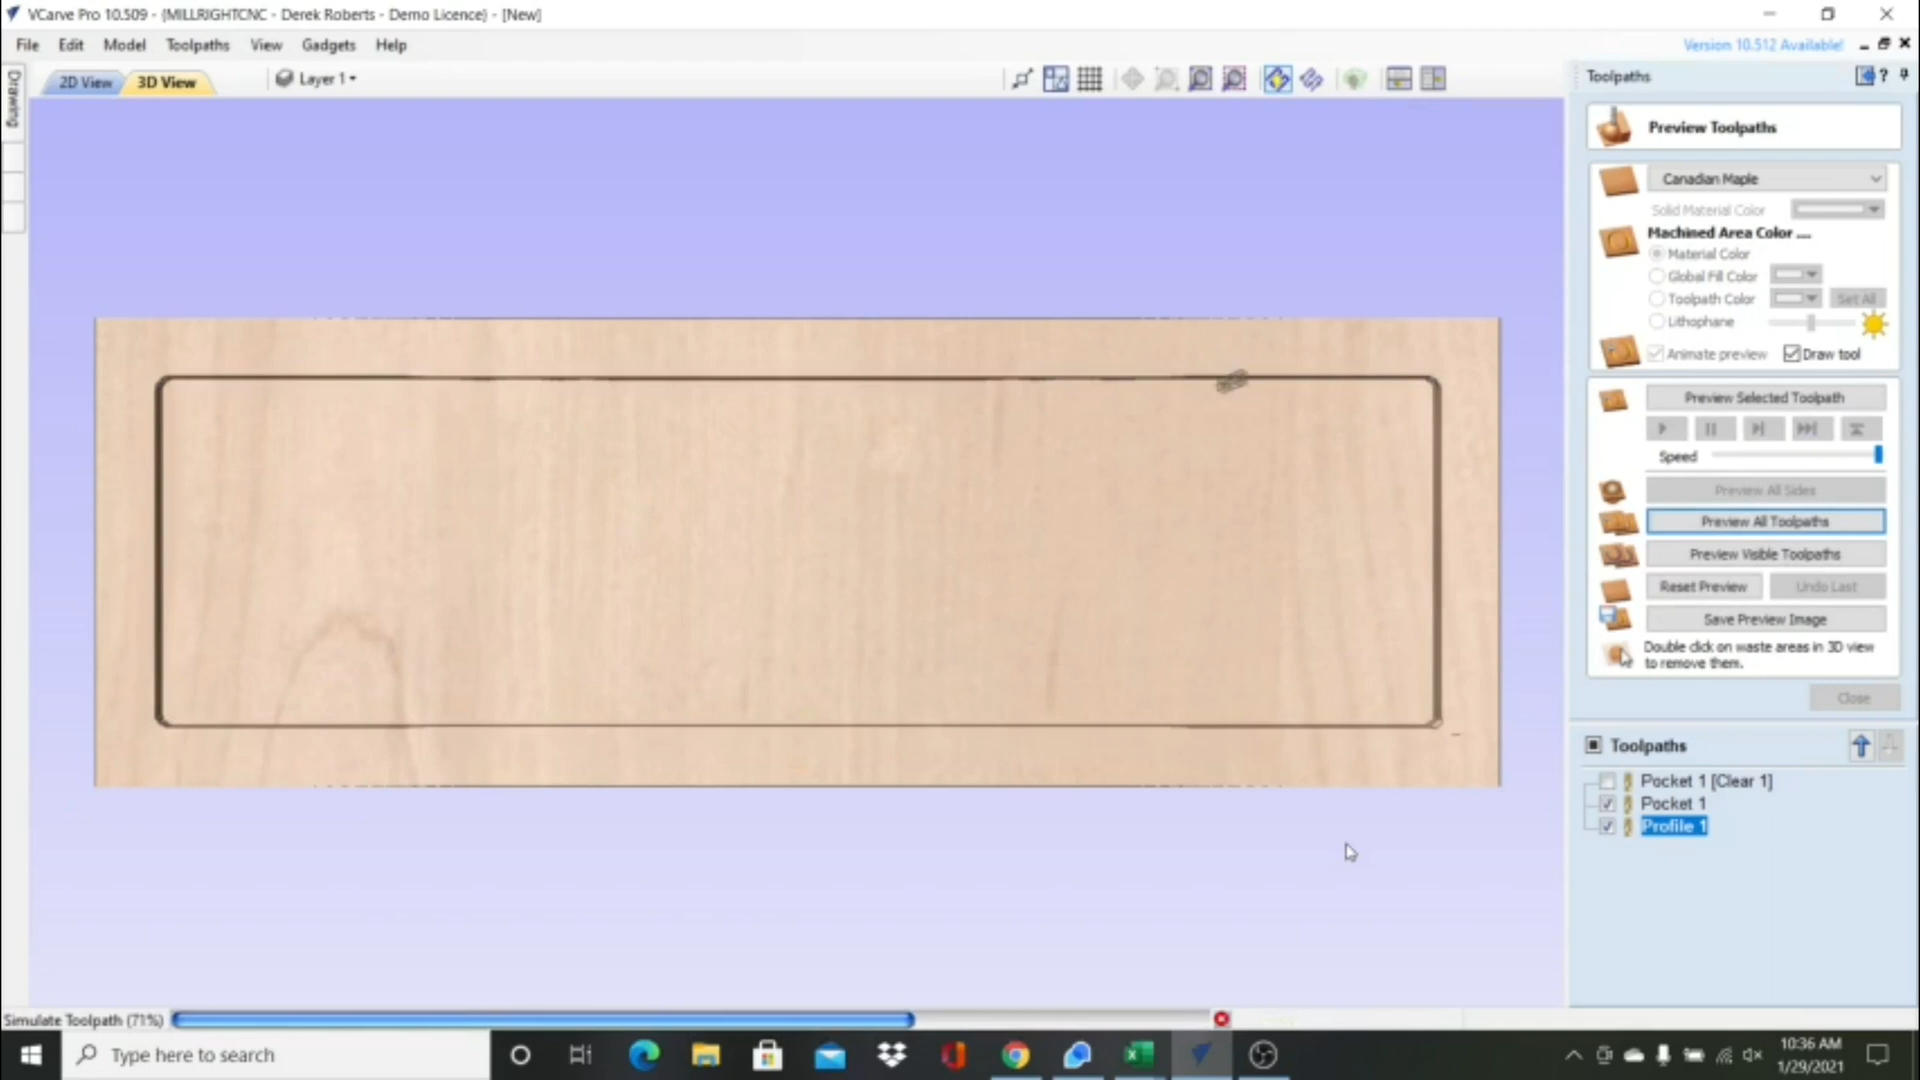 VCarve Pro 10.509 - {MILLRIGHTCNC - Derek Roberts - Demo Licence} - [New]
File Edit Model Toolpaths View Gadgets Help
Version 10.512 Available!
2D View 3D View Layer 1
Drawing
Toolpaths
Preview Toolpaths
Canadian Maple
Solid Material Color
Machined Area Color ....
Material Color
Global Fill Color
Toolpath Color Set All
Lithophane
Animate preview Draw tool
Preview Selected Toolpath
Speed
Preview All Sides
Preview All Toolpaths
Preview Visible Toolpaths
Reset Preview Undo Last
Save Preview Image
Double click on waste areas in 3D view
to remove them.
Close
Toolpaths
Pocket 1 [Clear 1]
Pocket 1
Profile 1
Simulate Toolpath (71%)
Type here to search
10:36 AM
1/29/2021